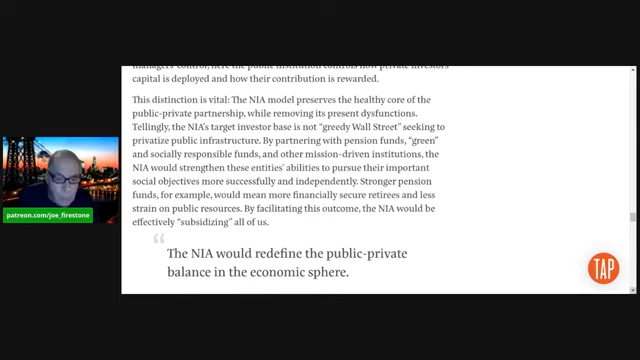 managers' control, here the public institution controls how private investors'
capital is deployed and how their contribution is rewarded.
This distinction is vital: The NIA model preserves the healthy core of the
public-private partnership, while removing its present dysfunctions.
Tellingly, the NIA's target investor base is not “greedy Wall Street” seeking to
privatize public infrastructure. By partnering with pension funds, “green”
and socially responsible funds, and other mission-driven institutions, the
NIA would strengthen these entities' abilities to pursue their important
social objectives more successfully and independently. Stronger pension
funds, for example, would mean more financially secure retirees and less
strain on public resources. By facilitating this outcome, the NIA would be
effectively “subsidizing” all of us.
“
The NIA would redefine the public-private
balance in the economic sphere.
patreon.com/joe_firestone
TAP